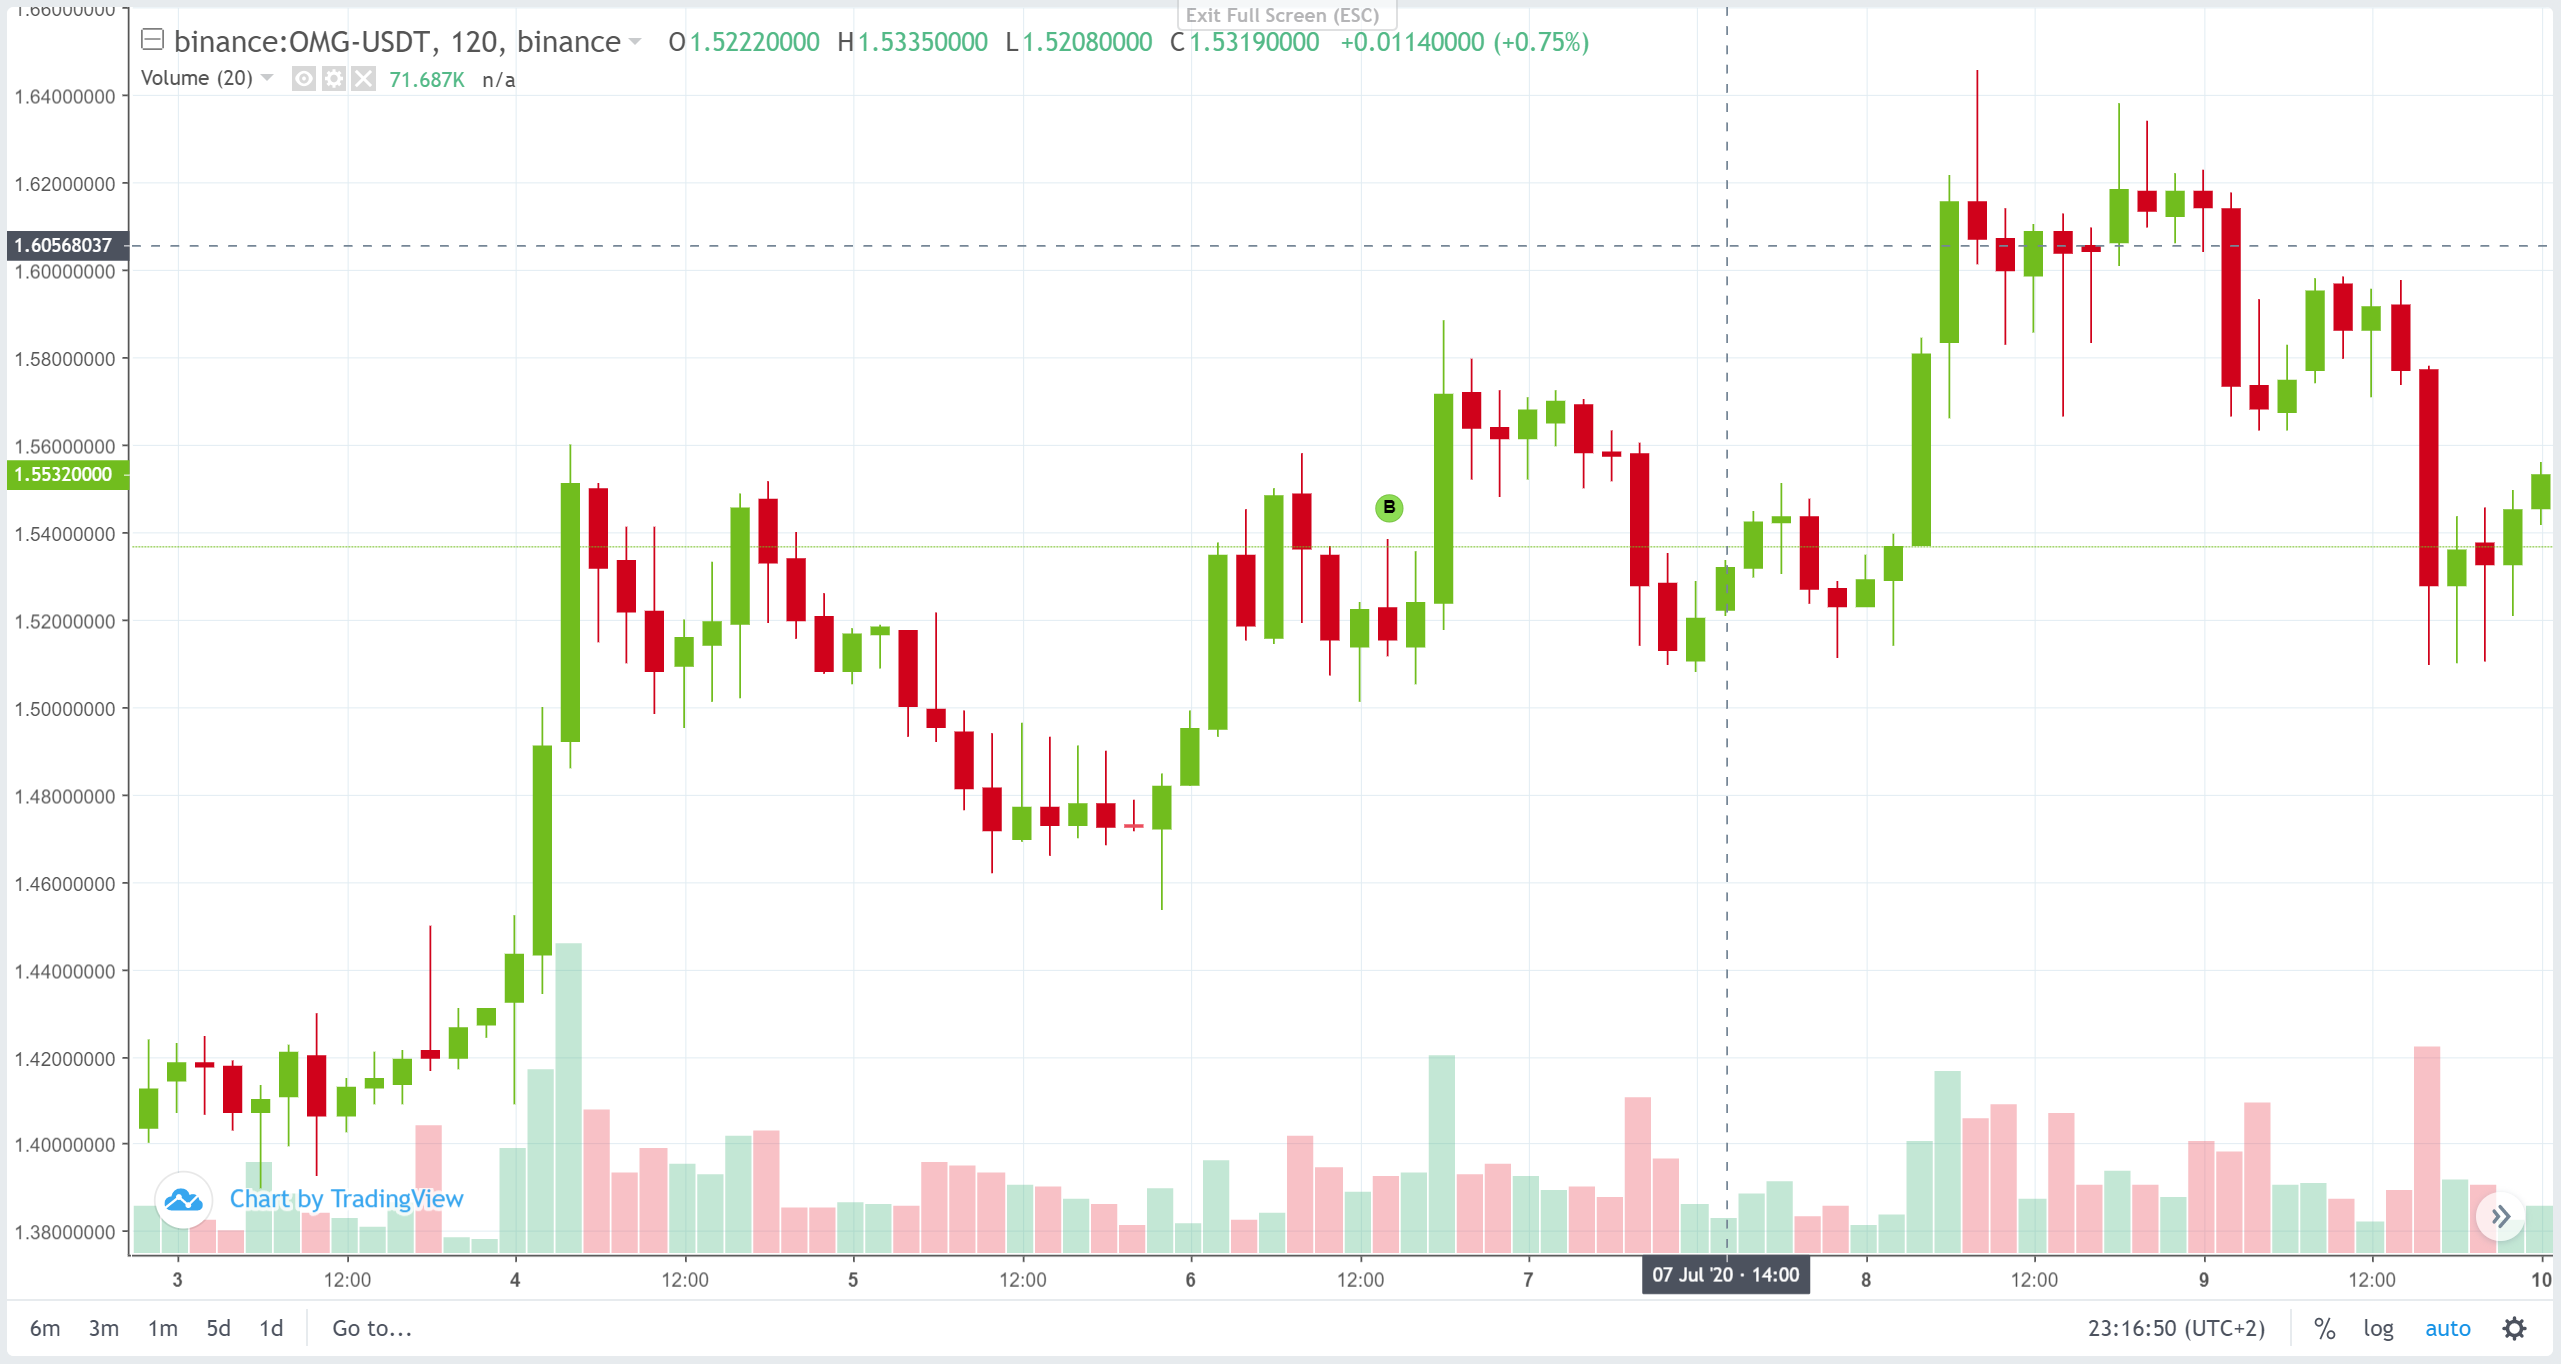 Exit Full Screen (ESC)
binance:OMG-USDT, 120, binance O1.52220000 H1.53350000 L1.52080000 C1.53190000 +0.01140000 (+0.75%)
Volume (20) 71.687K n/a
1.66000000
1.64000000
1.62000000
1.60568037
1.60000000
1.58000000
1.56000000
1.55320000
1.54000000
B
1.52000000
1.50000000
1.48000000
1.46000000
1.44000000
1.42000000
1.40000000
1.38000000
Chart by TradingView
3 12:00 4 12:00 5 12:00 6 12:00 7 07 Jul '20 · 14:00 8 12:00 9 12:00 10
6m 3m 1m 5d 1d Go to... 23:16:50 (UTC+2) % log auto